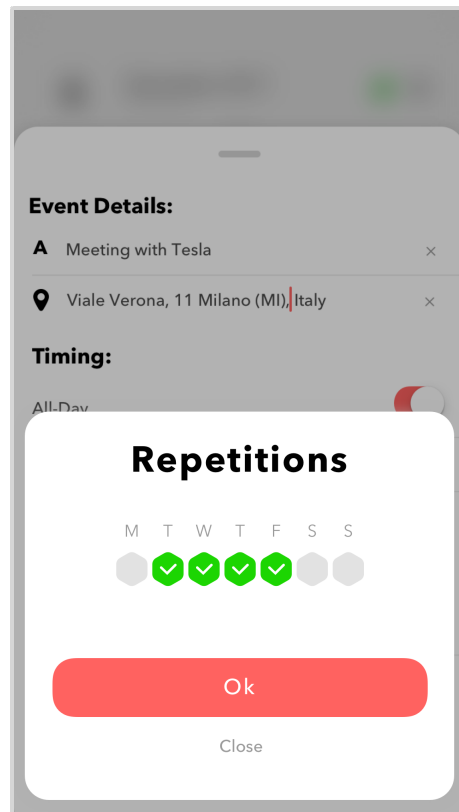 Event Details:
A Meeting with Tesla ×
Viale Verona, 11 Milano (MI), Italy ×
Timing:
All-Day
Repetitions
M T W T F S S
Ok
Close